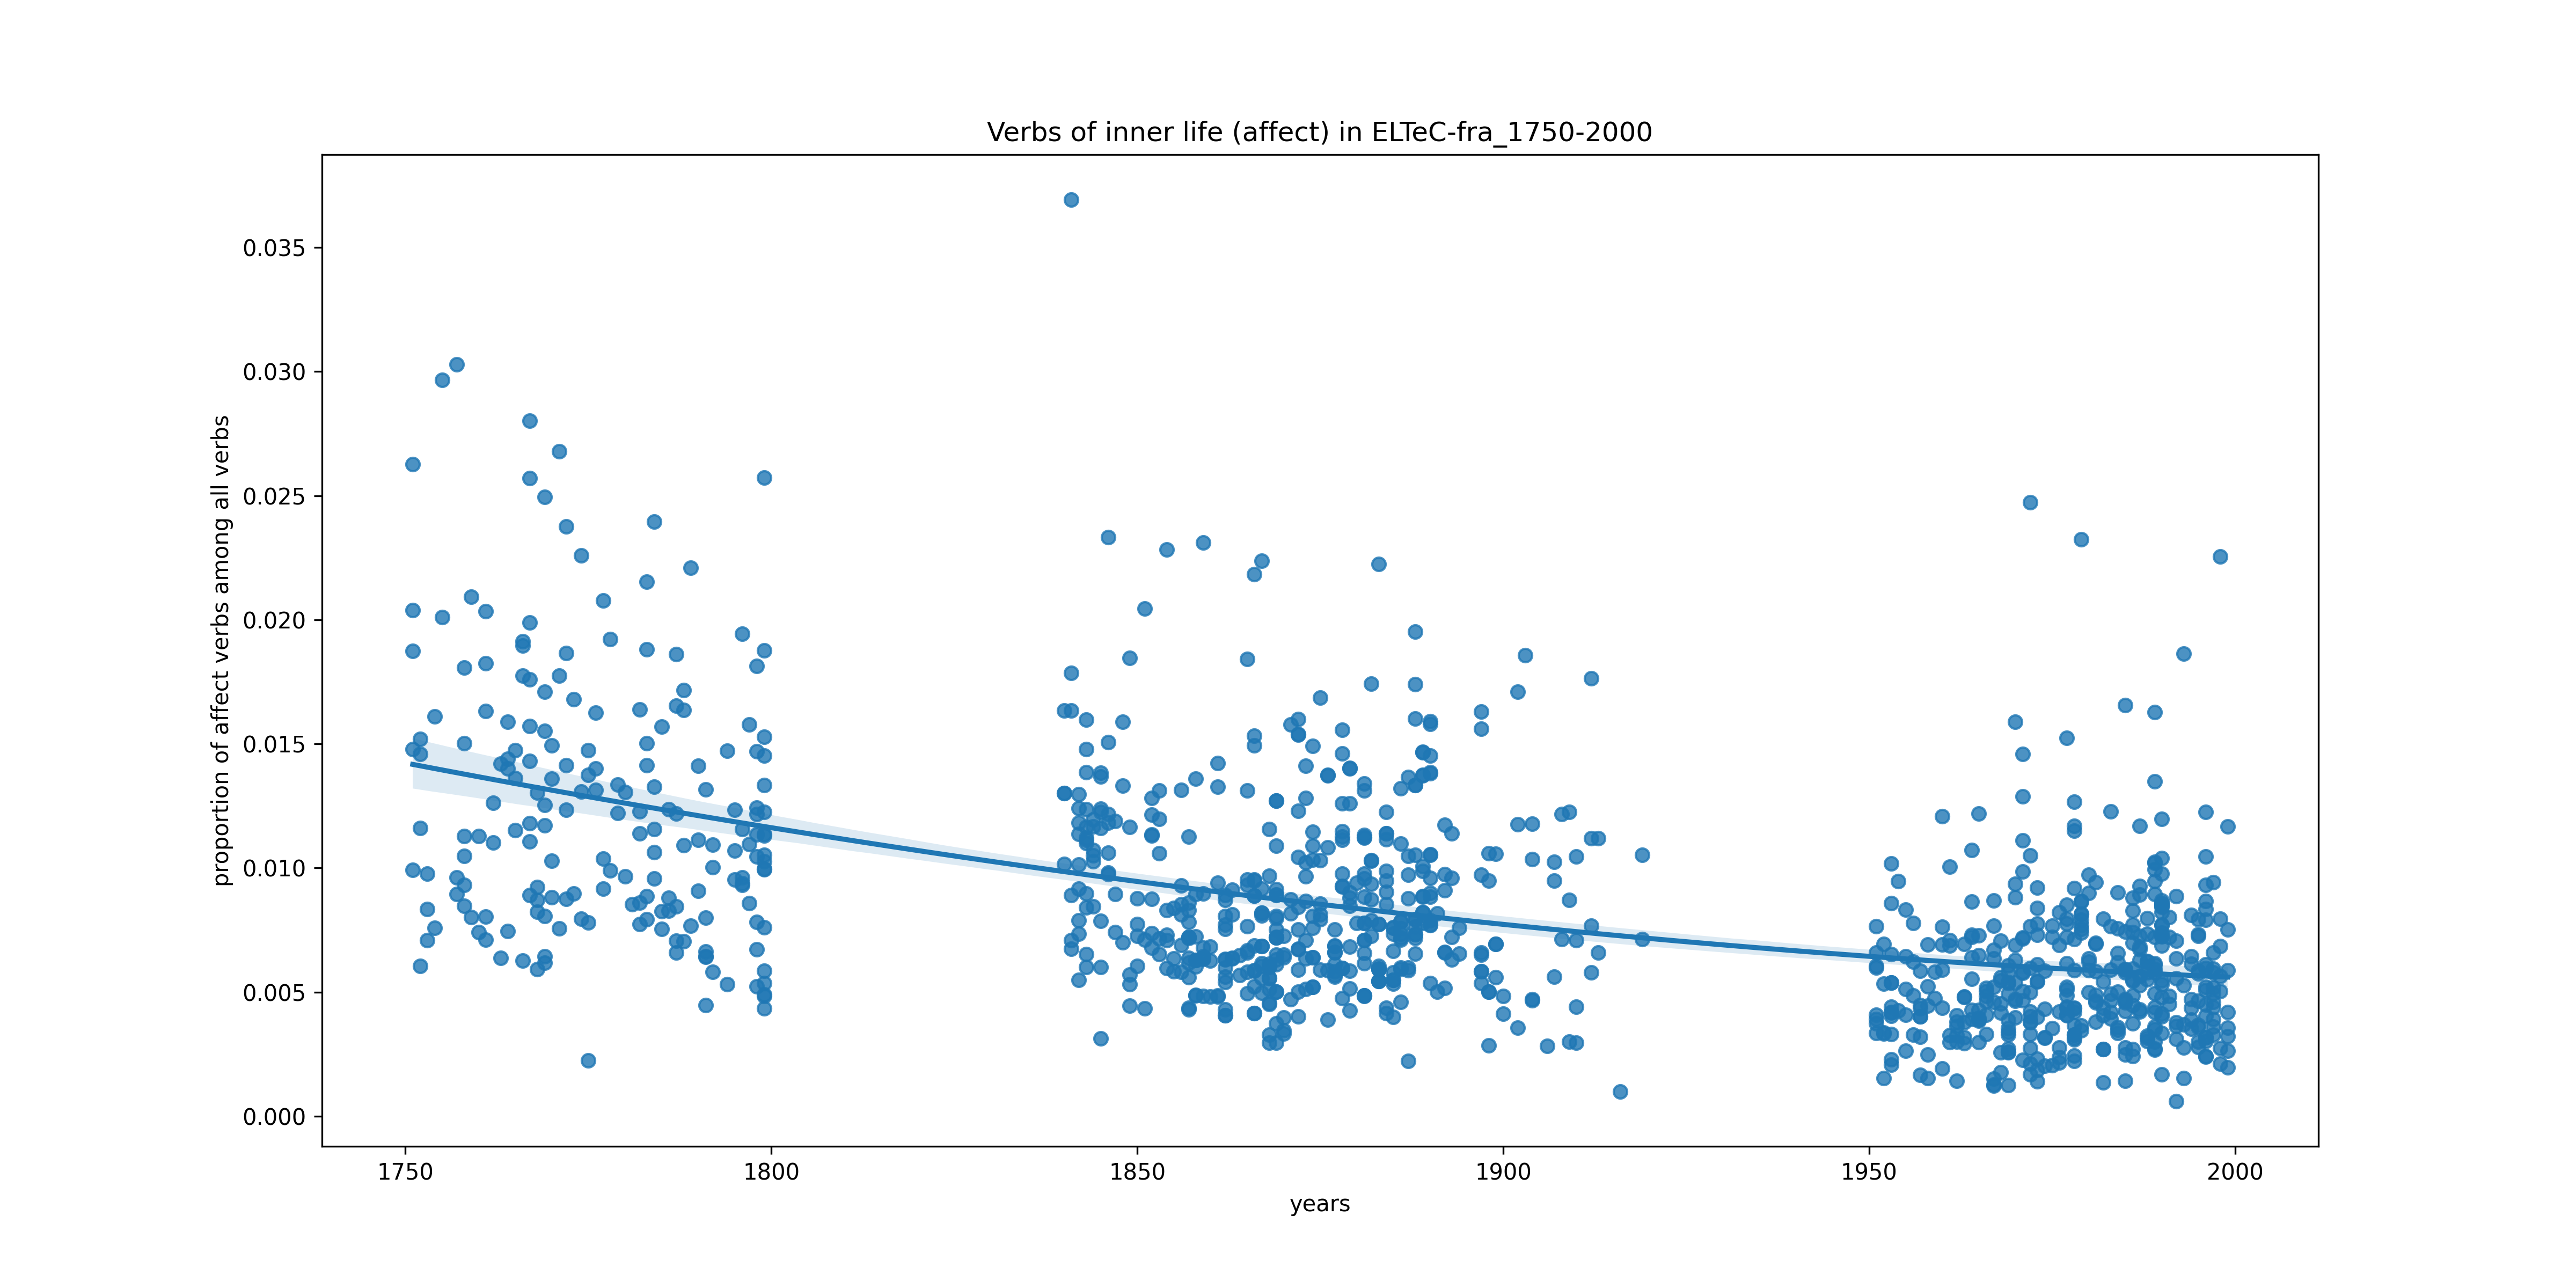 Verbs of inner life (affect) in ELTeC-fra_1750-2000
proportion of affect verbs among all verbs
0.035
0.030
0.025
0.020
0.015
0.010
0.005
0.000
1750 1800 1850 1900 1950 2000
years